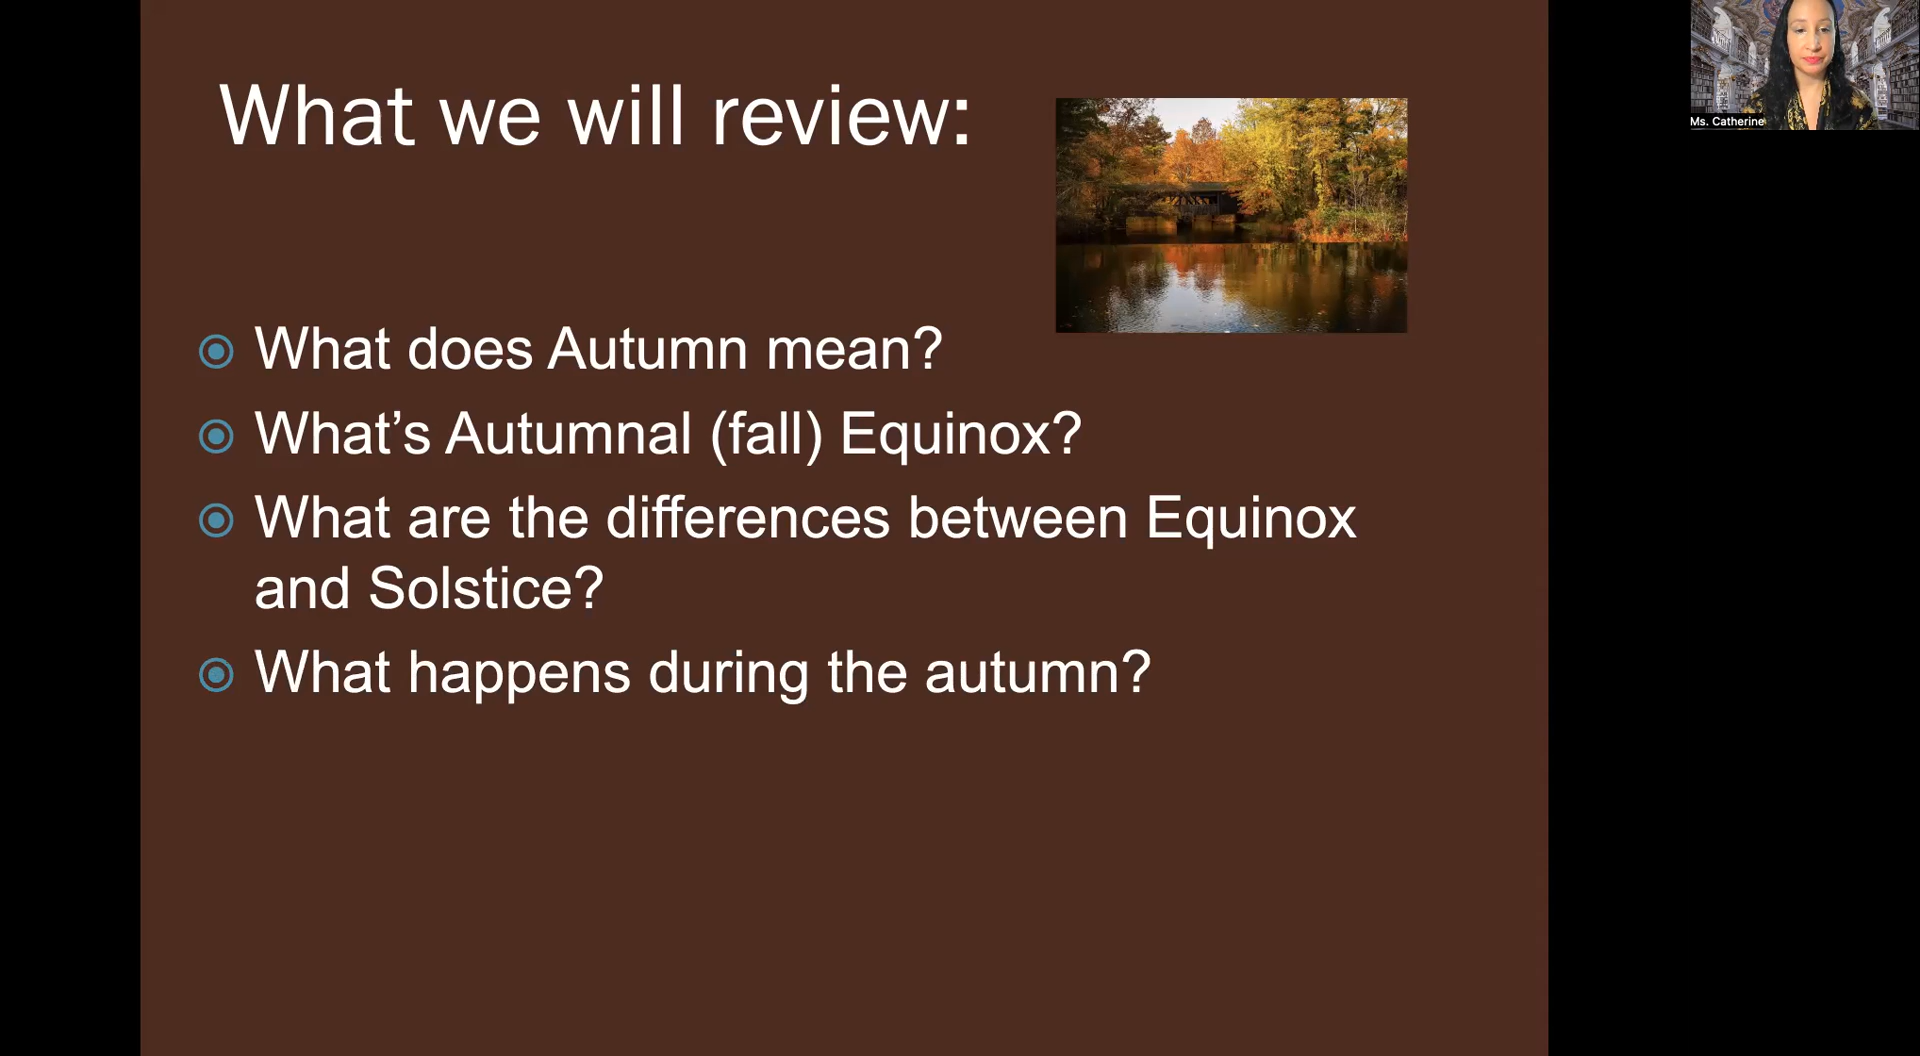 What we will review:
What does Autumn mean?
What’s Autumnal (fall) Equinox?
What are the differences between Equinox
and Solstice?
What happens during the autumn?
Ms. Catherine